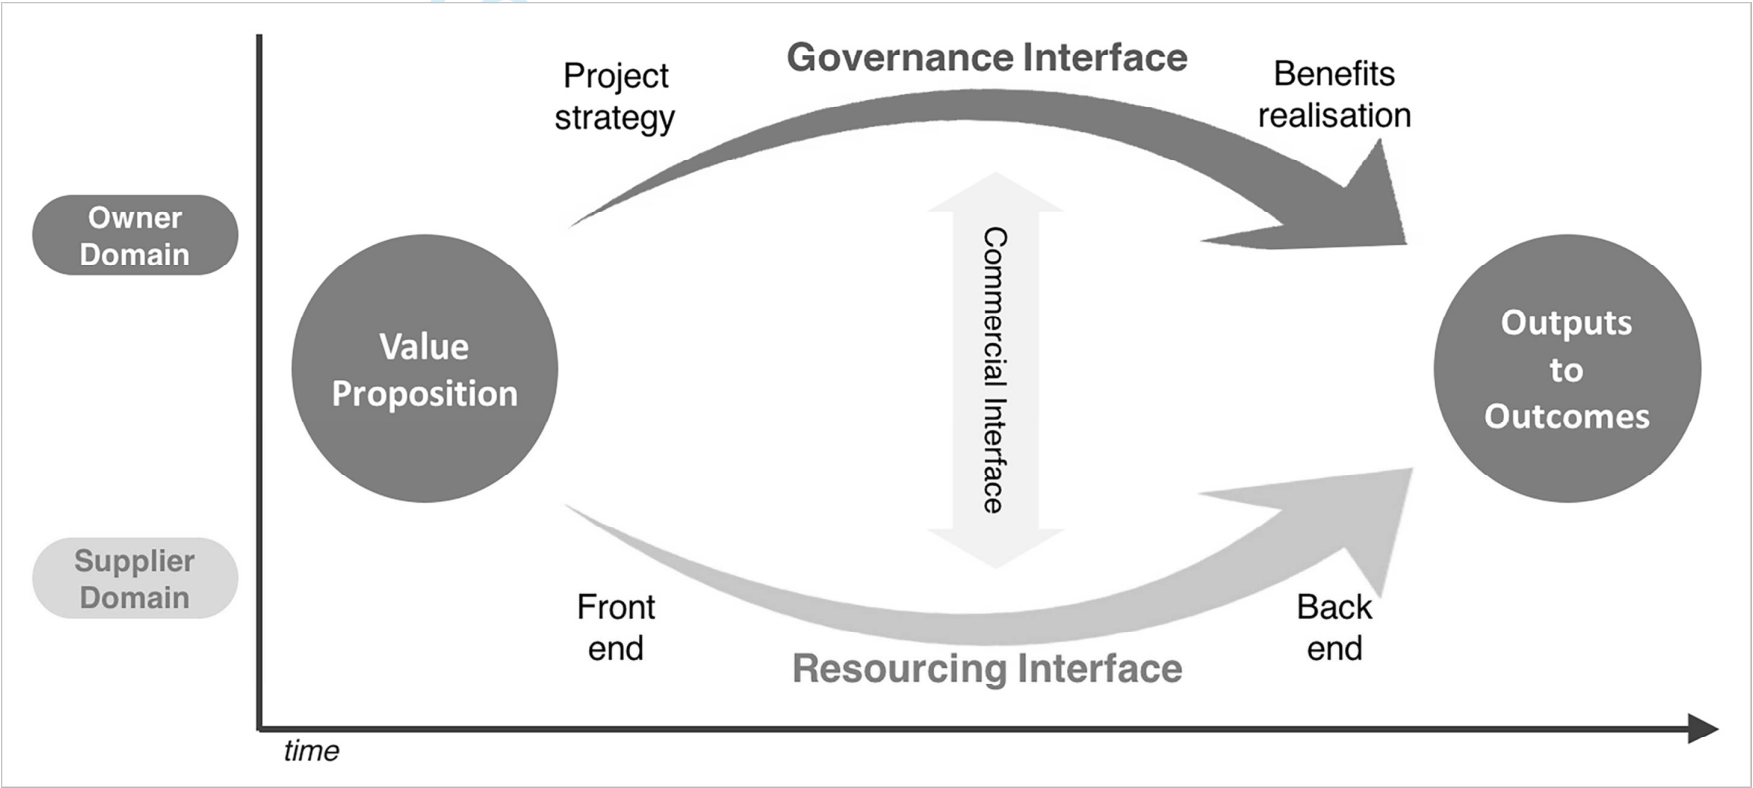 Governance Interface
Project
strategy
Benefits
realisation
Owner
Domain
Value
Proposition
Commercial Interface
Outputs
to
Outcomes
Supplier
Domain
Front
end
Back
end
Resourcing Interface
time